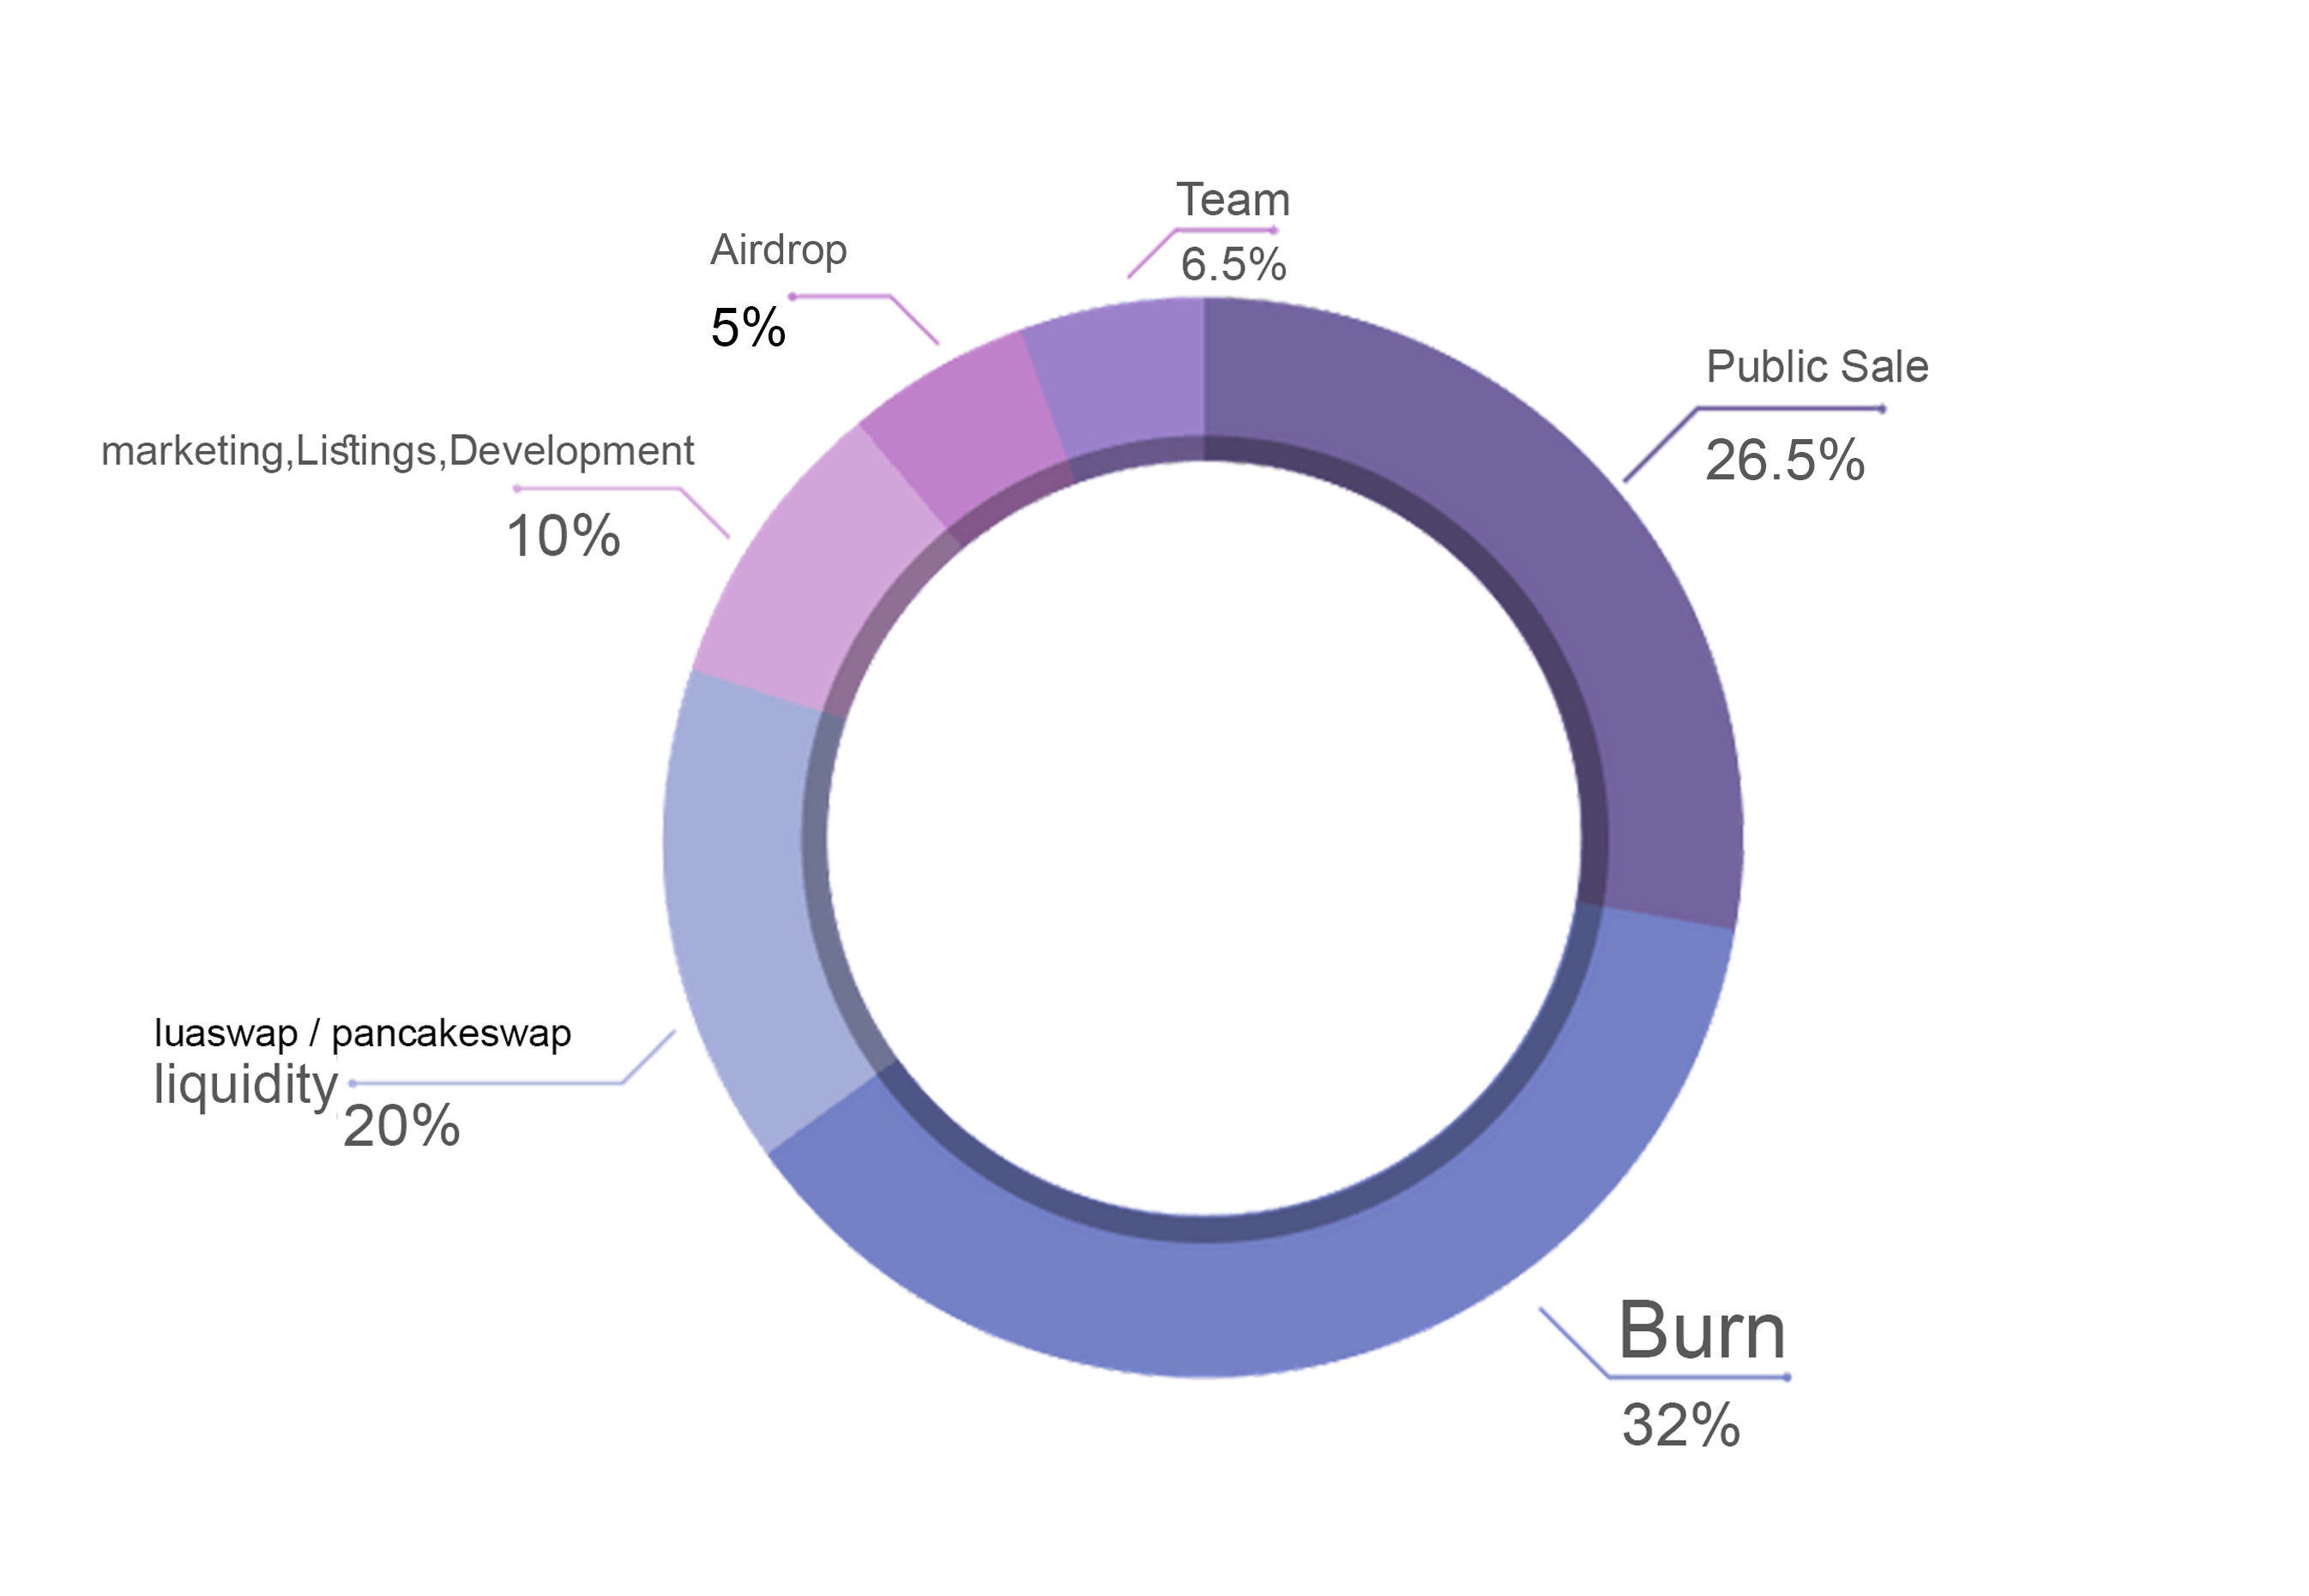 Team
6.5%
Airdrop
5%
Public Sale
26.5%
marketing,Listings,Development
10%
luaswap / pancakeswap
liquidity
20%
Burn
32%